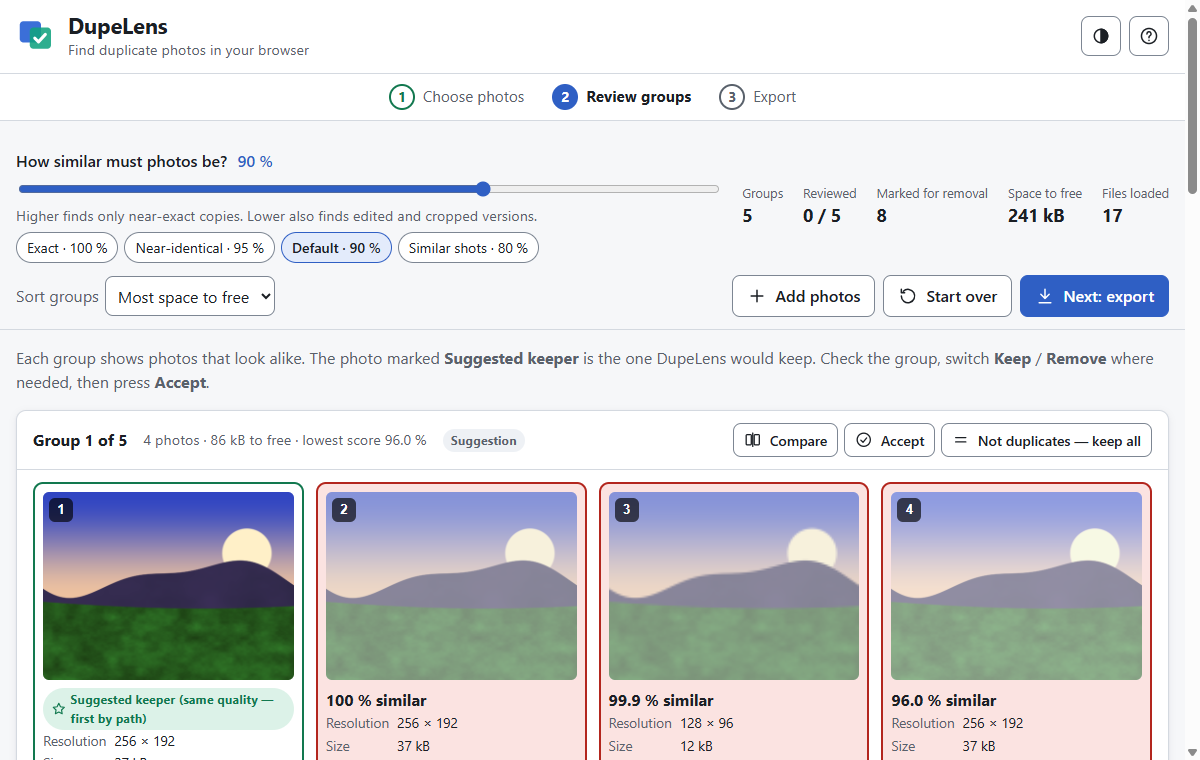 DupeLens
Find duplicate photos in your browser
1 Choose photos 2 Review groups 3 Export
How similar must photos be? 90 %
Higher finds only near-exact copies. Lower also finds edited and cropped versions.
Exact · 100 % Near-identical · 95 % Default · 90 % Similar shots · 80 %
Groups Reviewed Marked for removal Space to free Files loaded
5 0 / 5 8 241 kB 17
Sort groups Most space to free Add photos Start over Next: export
Each group shows photos that look alike. The photo marked Suggested keeper is the one DupeLens would keep. Check the group, switch Keep / Remove where
needed, then press Accept.
Group 1 of 5 4 photos · 86 kB to free · lowest score 96.0 % Suggestion Compare Accept Not duplicates — keep all
1 2 3 4
Suggested keeper (same quality —
first by path)
Resolution 256 × 192
100 % similar
Resolution 256 × 192
Size 37 kB
99.9 % similar
Resolution 128 × 96
Size 12 kB
96.0 % similar
Resolution 256 × 192
Size 37 kB